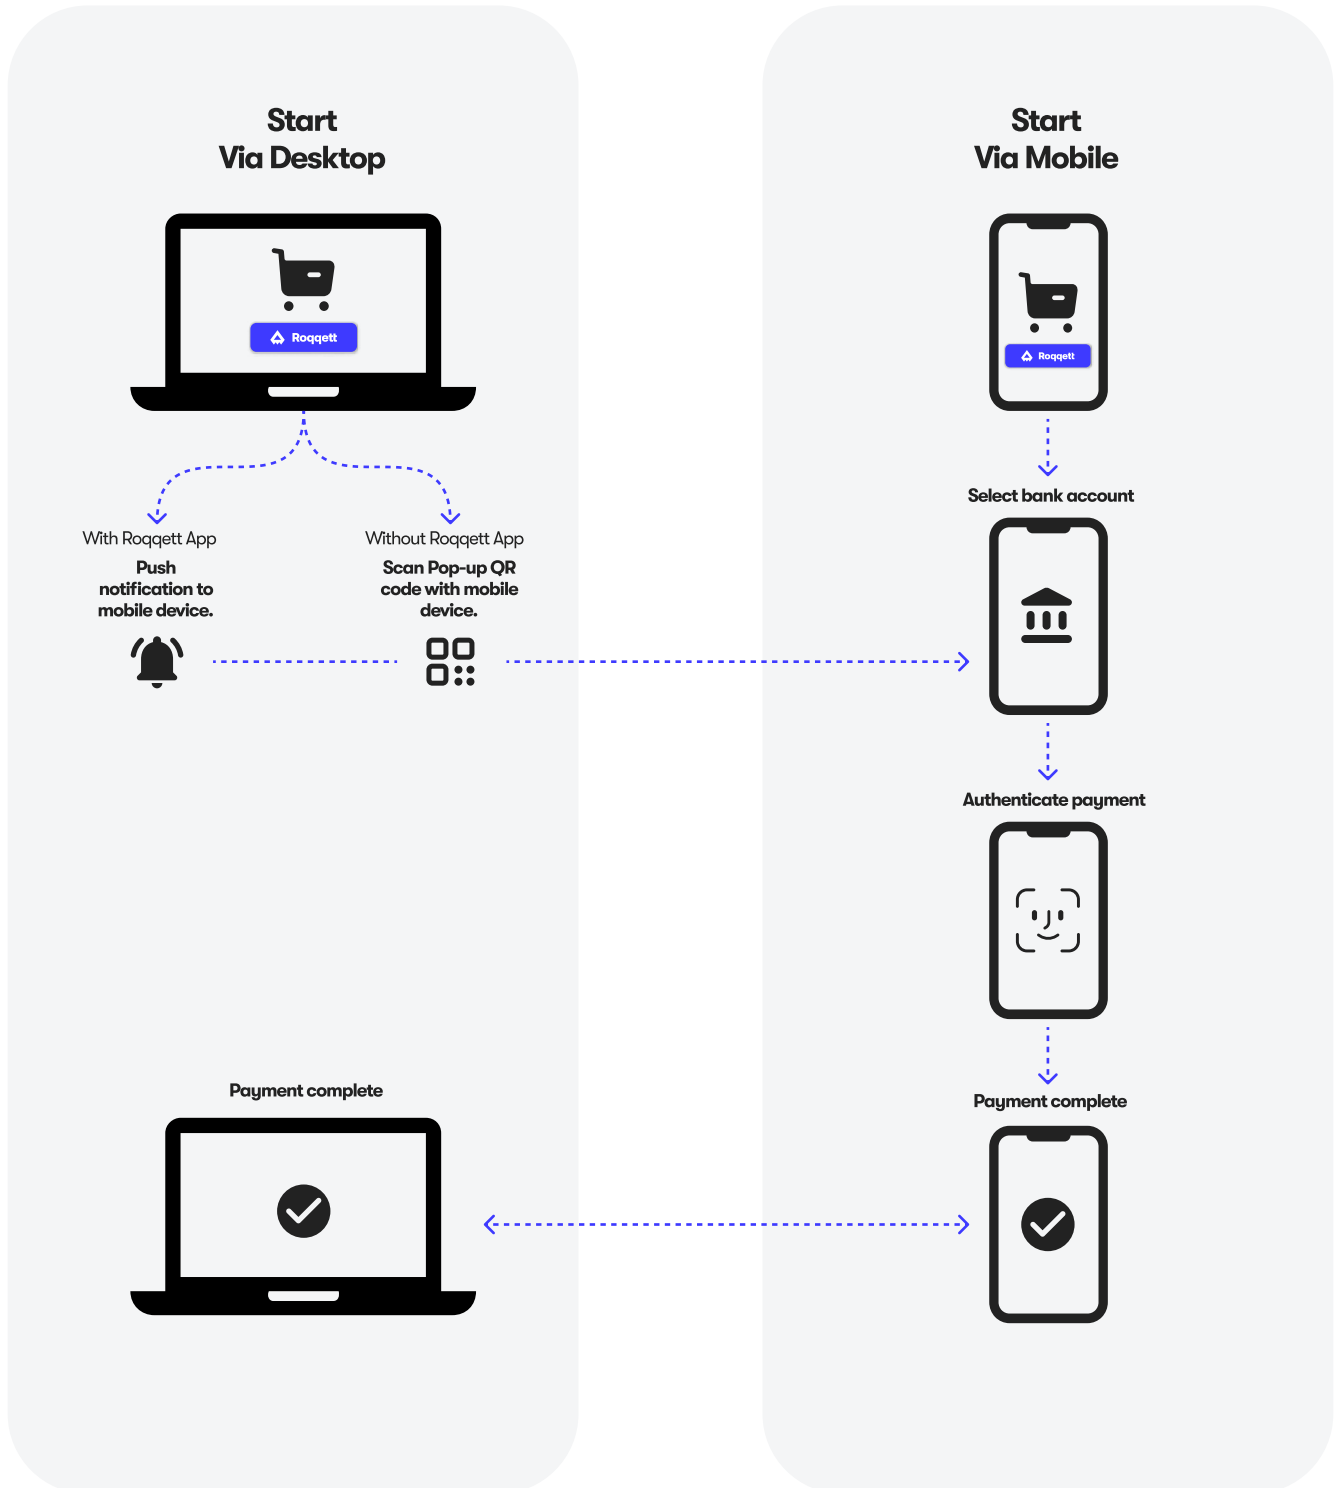 Start
Via Desktop
Roqqett
With Roqqett App
Push
notification to
mobile device.
Without Roqqett App
Scan Pop-up QR
code with mobile
device.
Payment complete
Start
Via Mobile
Roqqett
Select bank account
Authenticate payment
Payment complete